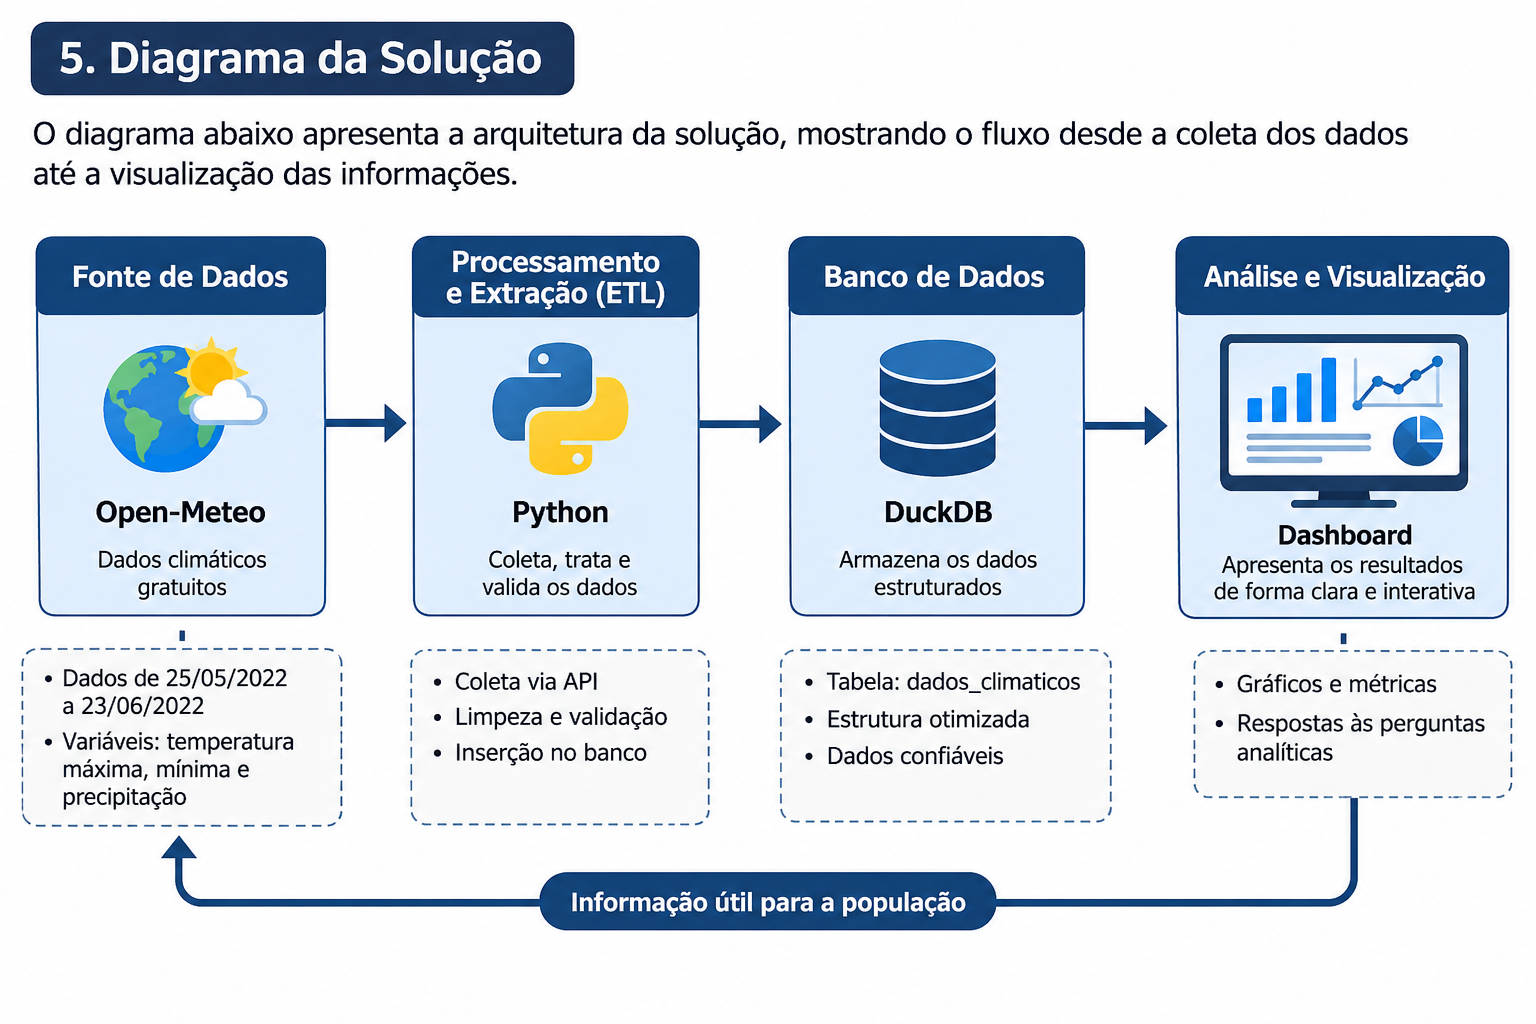 5. Diagrama da Solução
O diagrama abaixo apresenta a arquitetura da solução, mostrando o fluxo desde a coleta dos dados
até a visualização das informações.
Fonte de Dados
Open-Meteo
Dados climáticos
gratuitos
• Dados de 25/05/2022
a 23/06/2022
• Variáveis: temperatura
máxima, mínima e
precipitação
Processamento
e Extração (ETL)
Python
Coleta, trata e
valida os dados
• Coleta via API
• Limpeza e validação
• Inserção no banco
Banco de Dados
DuckDB
Armazena os dados
estruturados
• Tabela: dados_climaticos
• Estrutura otimizada
• Dados confiáveis
Análise e Visualização
Dashboard
Apresenta os resultados
de forma clara e interativa
• Gráficos e métricas
• Respostas às perguntas
analíticas
Informação útil para a população